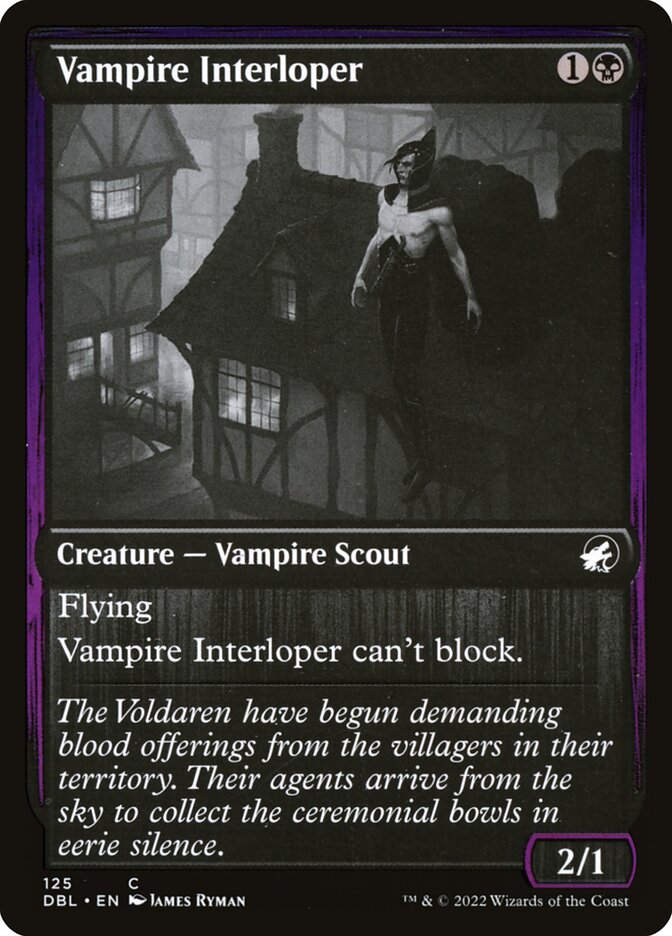 Vampire Interloper 1
Creature — Vampire Scout
Flying
Vampire Interloper can't block.
The Voldaren have begun demanding
blood offerings from the villagers in their
territory. Their agents arrive from the
sky to collect the ceremonial bowls in
eerie silence.
2/1
125 C
DBL • EN James Ryman
™ & © 2022 Wizards of the Coast